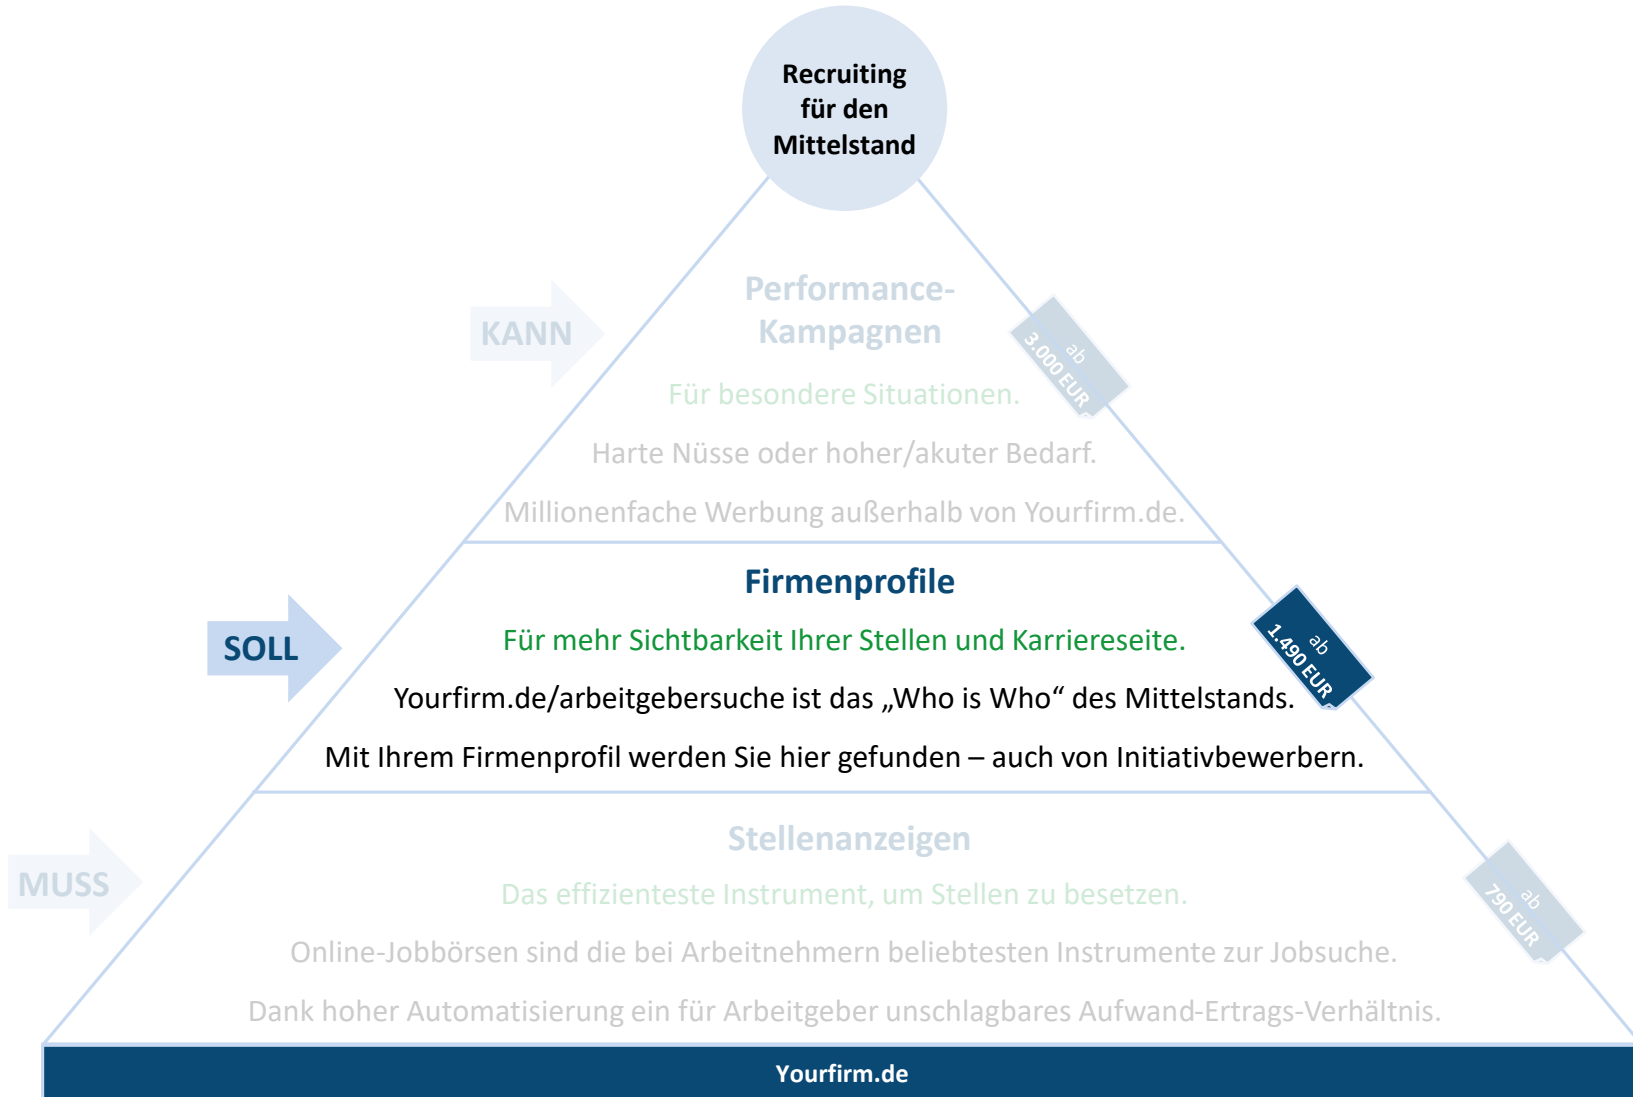 Recruiting
für den
Mittelstand
KANN
Performance-
Kampagnen
ab
3.000 EUR
Für besondere Situationen.
Harte Nüsse oder hoher/akuter Bedarf.
Millionenfache Werbung außerhalb von Yourfirm.de.
SOLL
Firmenprofile
ab
1.490 EUR
Für mehr Sichtbarkeit Ihrer Stellen und Karriereseite.
Yourfirm.de/arbeitgebersuche ist das „Who is Who“ des Mittelstands.
Mit Ihrem Firmenprofil werden Sie hier gefunden – auch von Initiativbewerbern.
MUSS
Stellenanzeigen
ab
790 EUR
Das effizienteste Instrument, um Stellen zu besetzen.
Online-Jobbörsen sind die bei Arbeitnehmern beliebtesten Instrumente zur Jobsuche.
Dank hoher Automatisierung ein für Arbeitgeber unschlagbares Aufwand-Ertrags-Verhältnis.
Yourfirm.de